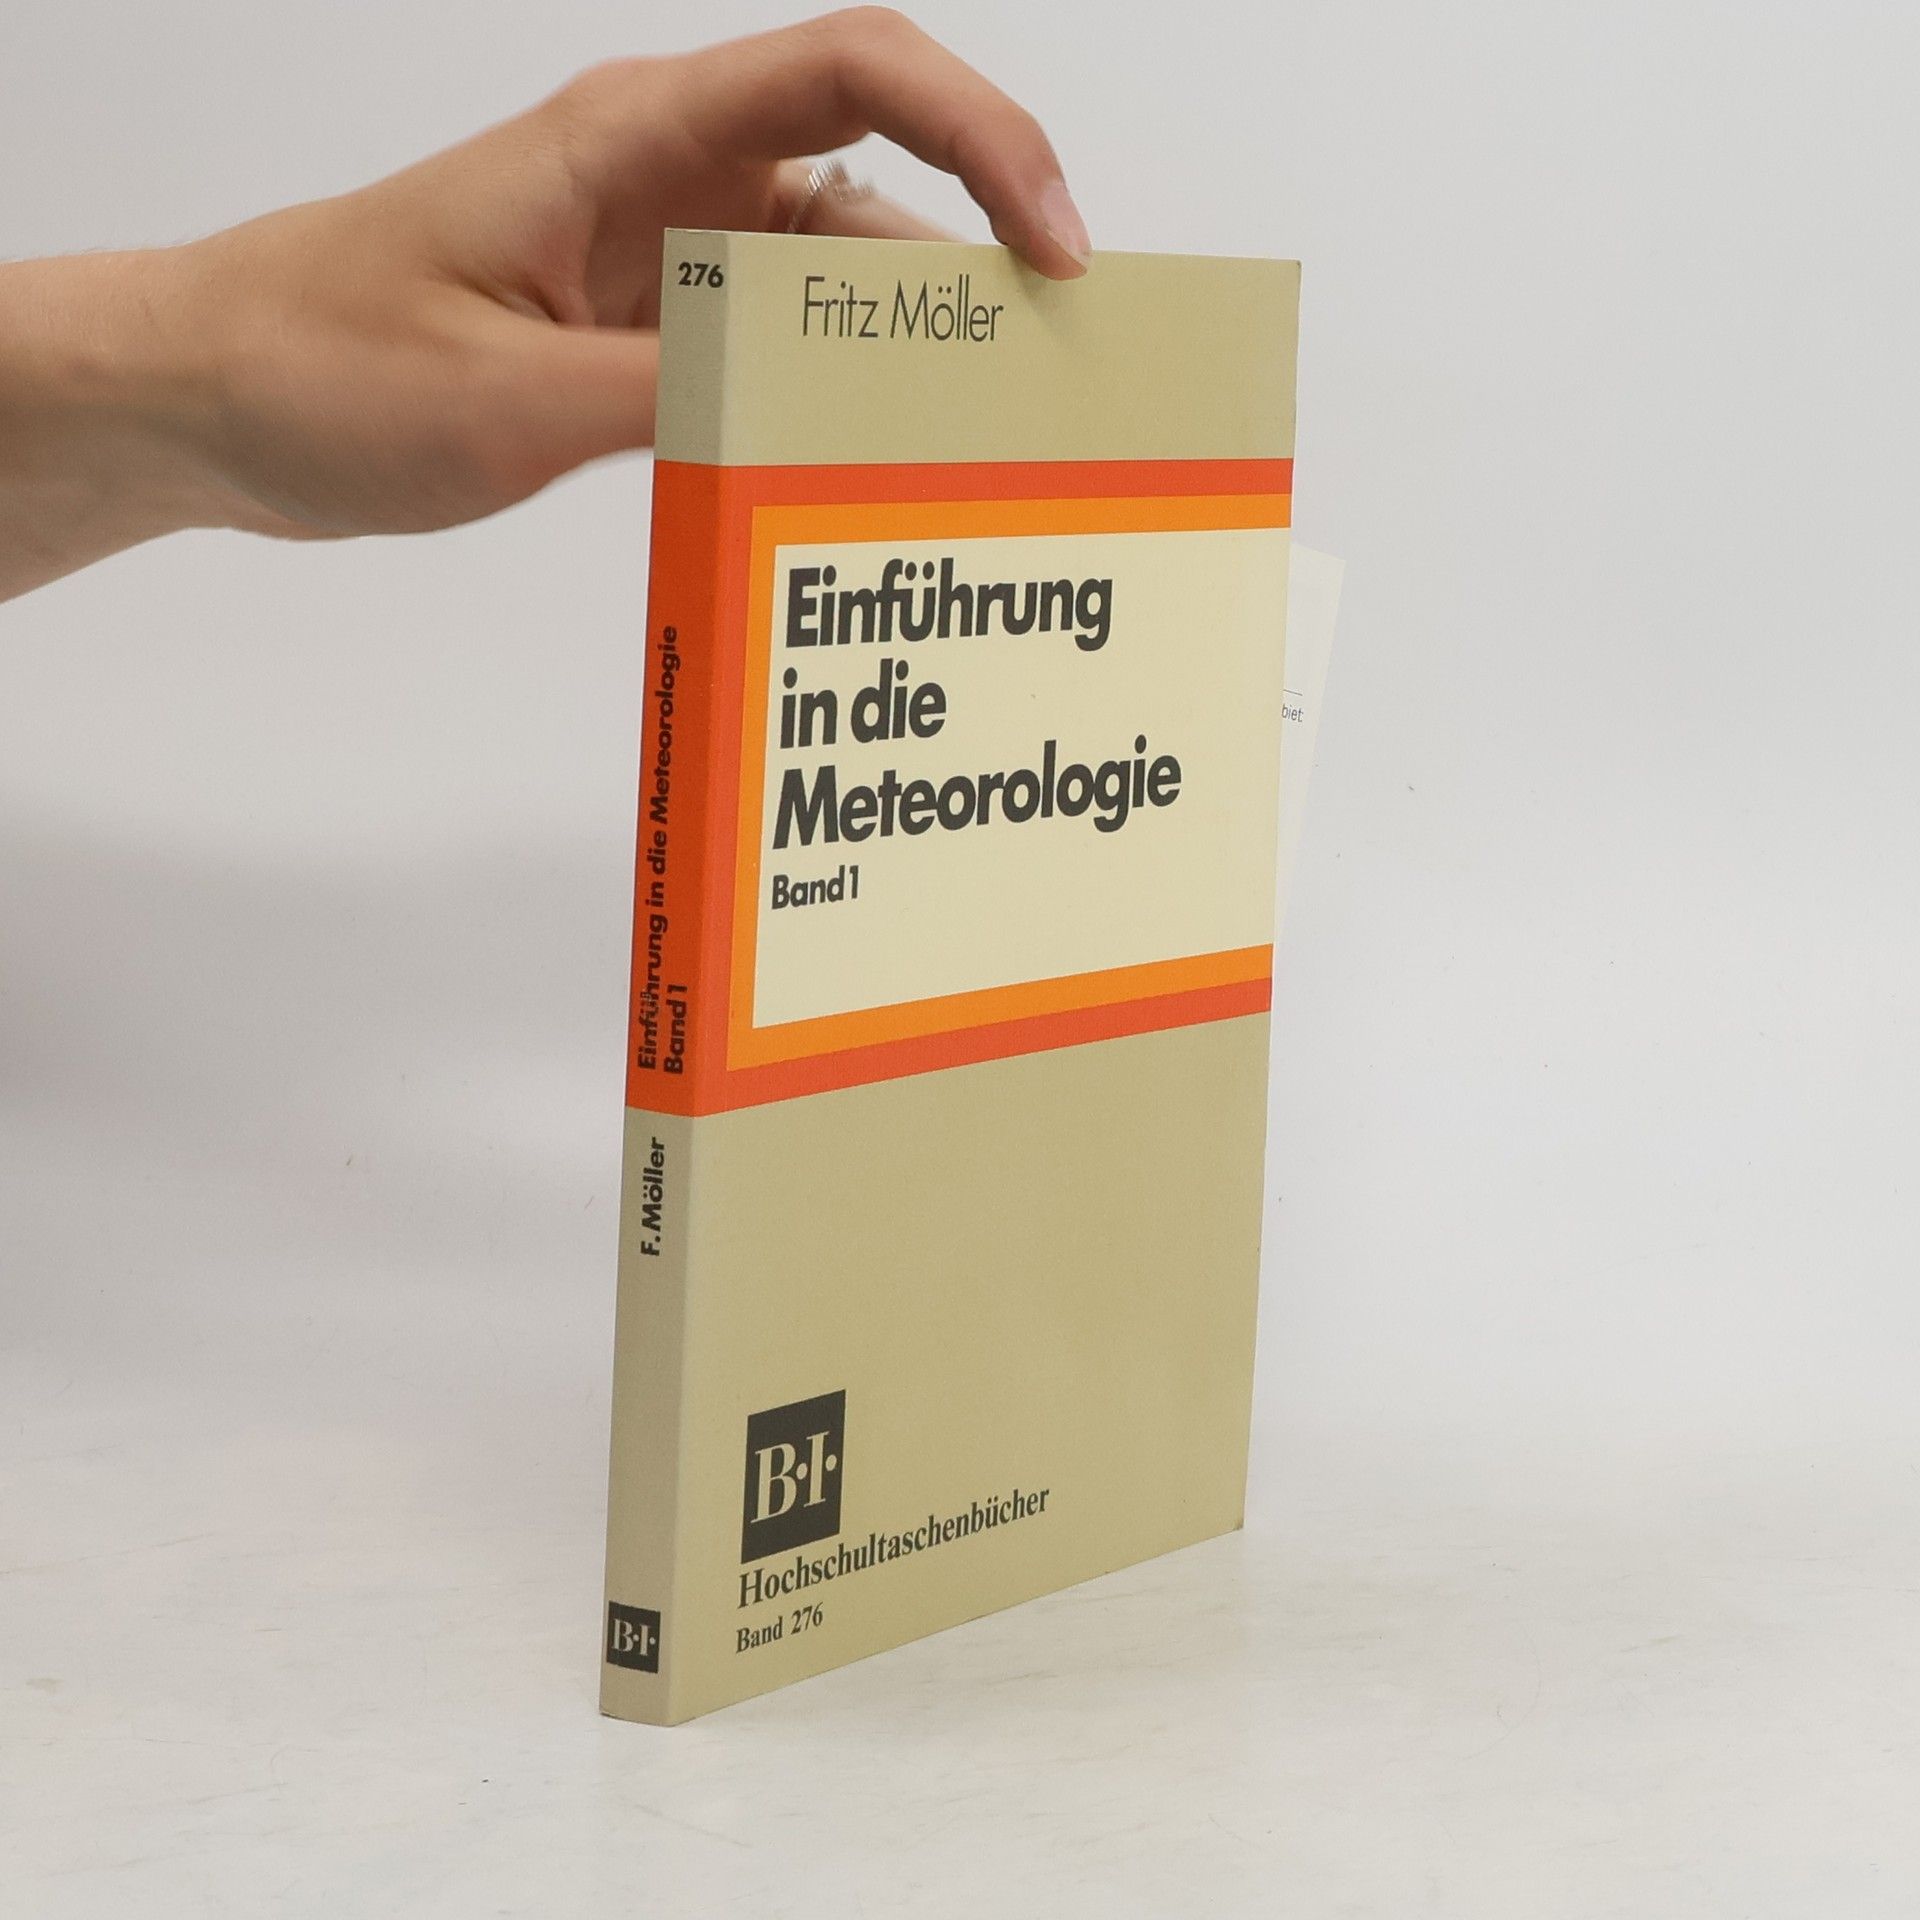 276
Fritz Möller
Einführung
in die
Meteorologie
Band 1
B·I·
Hochschultaschenbücher
Band 276
Einführung in die Meteorologie
Band 1
F. Möller
B·I·
biet: